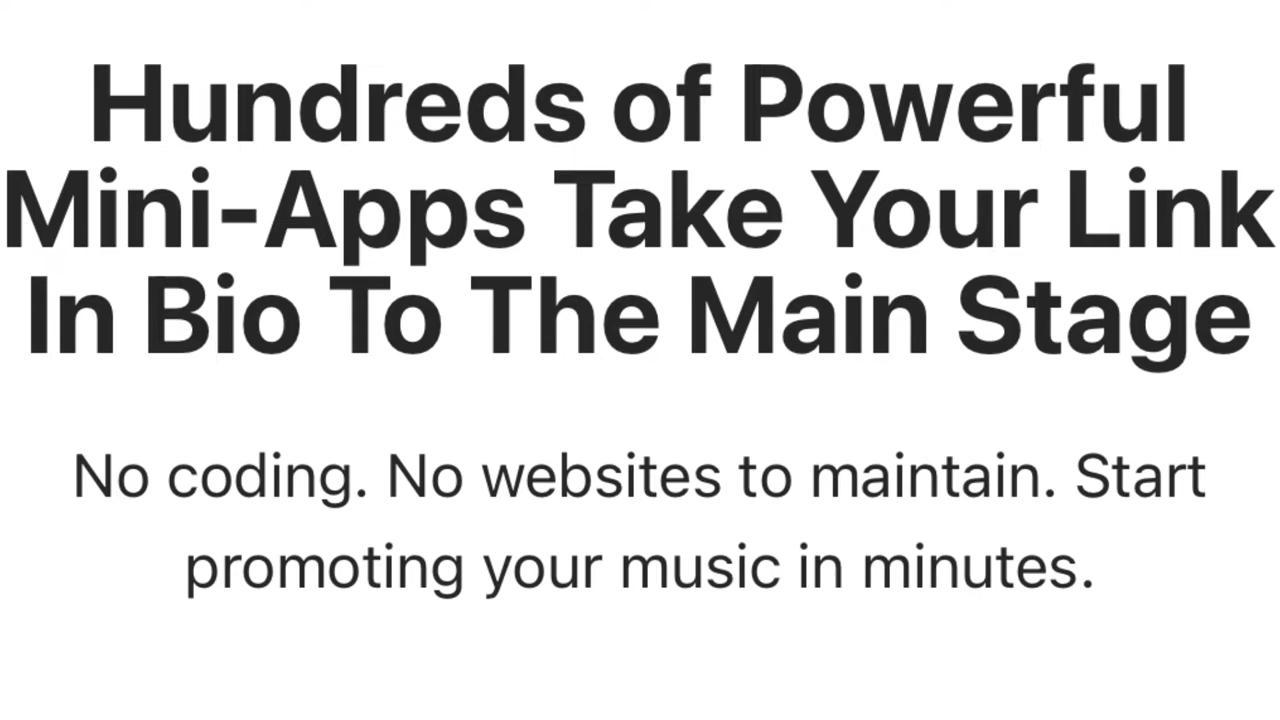 Hundreds of Powerful
Mini-Apps Take Your Link
In Bio To The Main Stage
No coding. No websites to maintain. Start
promoting your music in minutes.